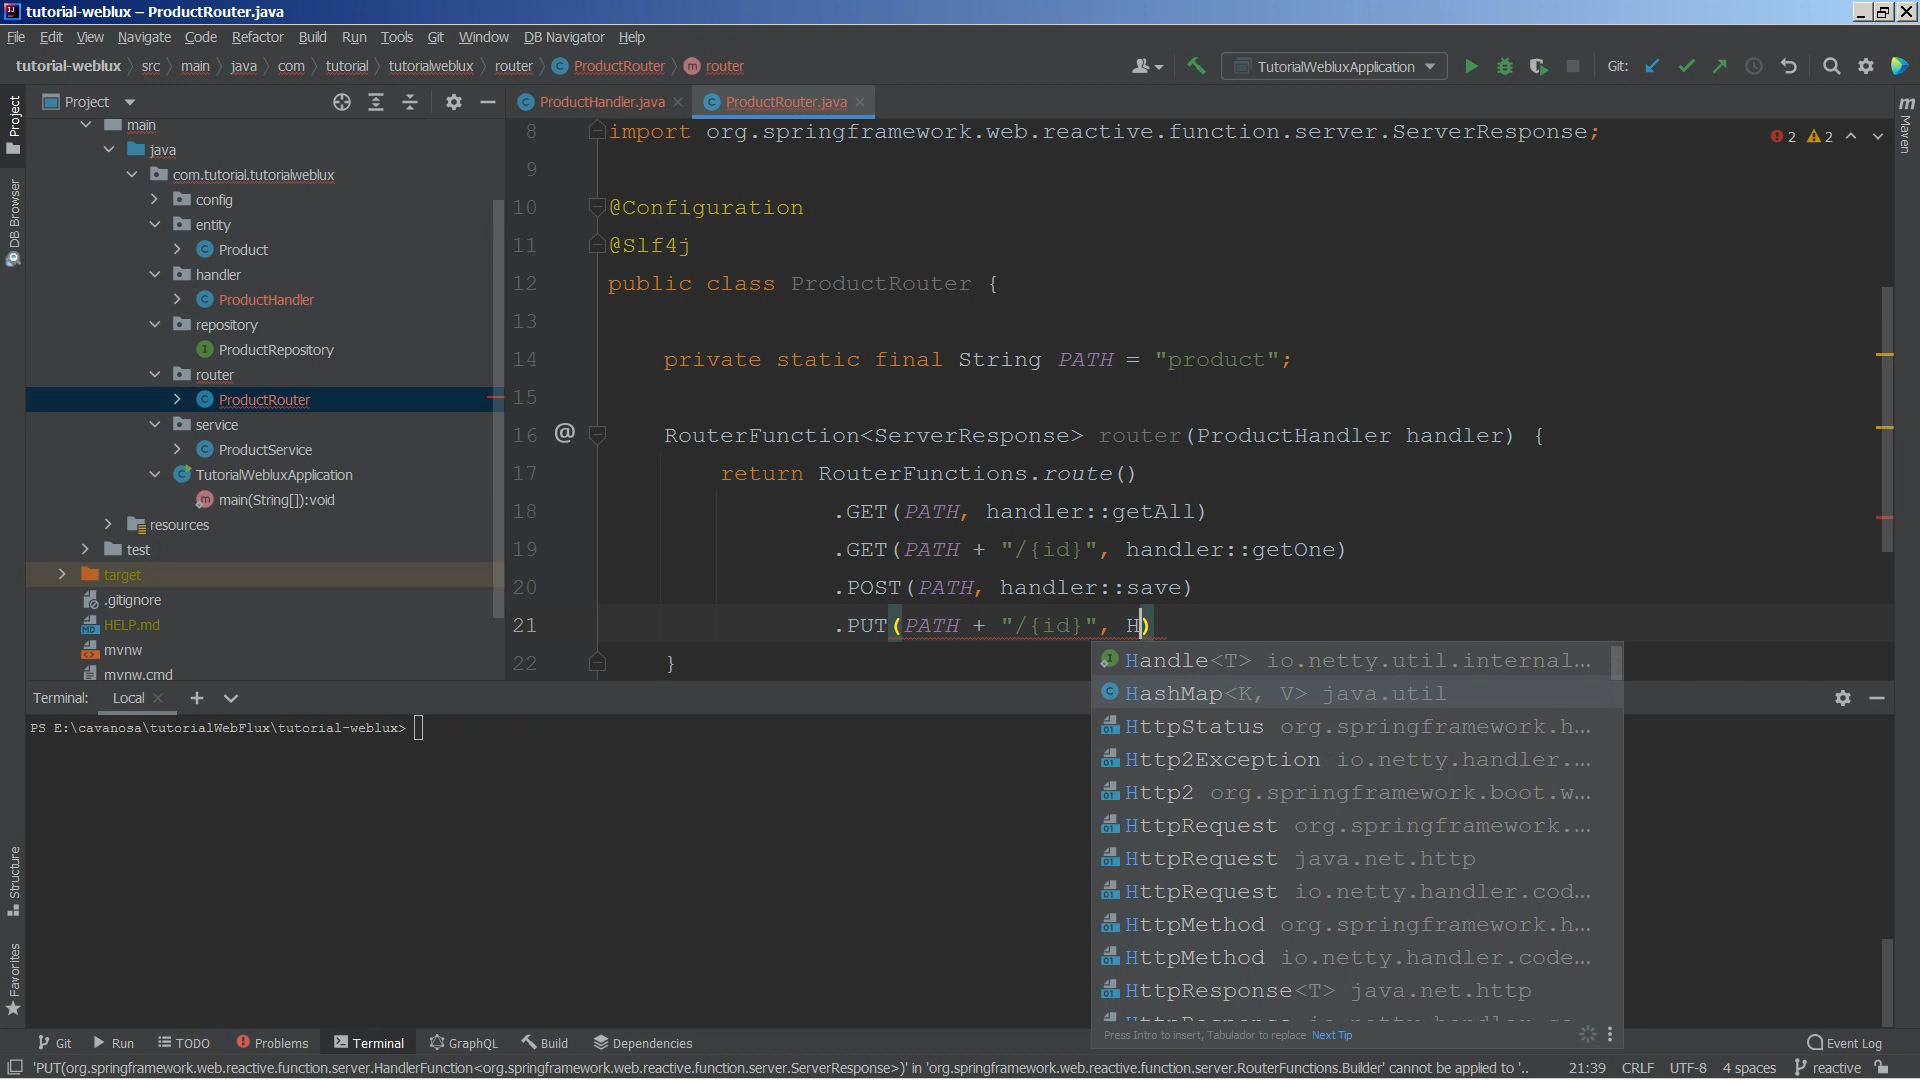 tutorial-weblux – ProductRouter.java
File Edit View Navigate Code Refactor Build Run Tools Git Window DB Navigator Help
tutorial-weblux src main java com tutorial tutorialweblux router ProductRouter router TutorialWebluxApplication Git:
Project ProductHandler.java ProductRouter.java
Project
DB Browser
Structure
Favorites
Maven
main
java
com.tutorial.tutorialweblux
config
entity
Product
handler
ProductHandler
repository
ProductRepository
router
ProductRouter
service
ProductService
TutorialWebluxApplication
main(String[]):void
resources
test
target
.gitignore
HELP.md
mvnw
mvnw.cmd
2 2
8 import org.springframework.web.reactive.function.server.ServerResponse;
9
10 @Configuration
11 @Slf4j
12 public class ProductRouter {
13
14 private static final String PATH = "product";
15
16 @ RouterFunction<ServerResponse> router(ProductHandler handler) {
17 return RouterFunctions.route()
18 .GET(PATH, handler::getAll)
19 .GET(PATH + "/{id}", handler::getOne)
20 .POST(PATH, handler::save)
21 .PUT(PATH + "/{id}", H)
22 }
Handle<T> io.netty.util.internal...
HashMap<K, V> java.util
HttpStatus org.springframework.h...
Http2Exception io.netty.handler....
Http2 org.springframework.boot.w...
HttpRequest org.springframework....
HttpRequest java.net.http
HttpRequest io.netty.handler.cod...
HttpMethod org.springframework.h...
HttpMethod io.netty.handler.code...
HttpResponse<T> java.net.http
Press Intro to insert, Tabulador to replace Next Tip
Terminal: Local
PS E:\cavanosa\tutorialWebFlux\tutorial-weblux>
Git Run TODO Problems Terminal GraphQL Build Dependencies Event Log
'PUT(org.springframework.web.reactive.function.server.HandlerFunction<org.springframework.web.reactive.function.server.ServerResponse>)' in 'org.springframework.web.reactive.function.server.RouterFunctions.Builder' cannot be applied to '.. 21:39 CRLF UTF-8 4 spaces reactive